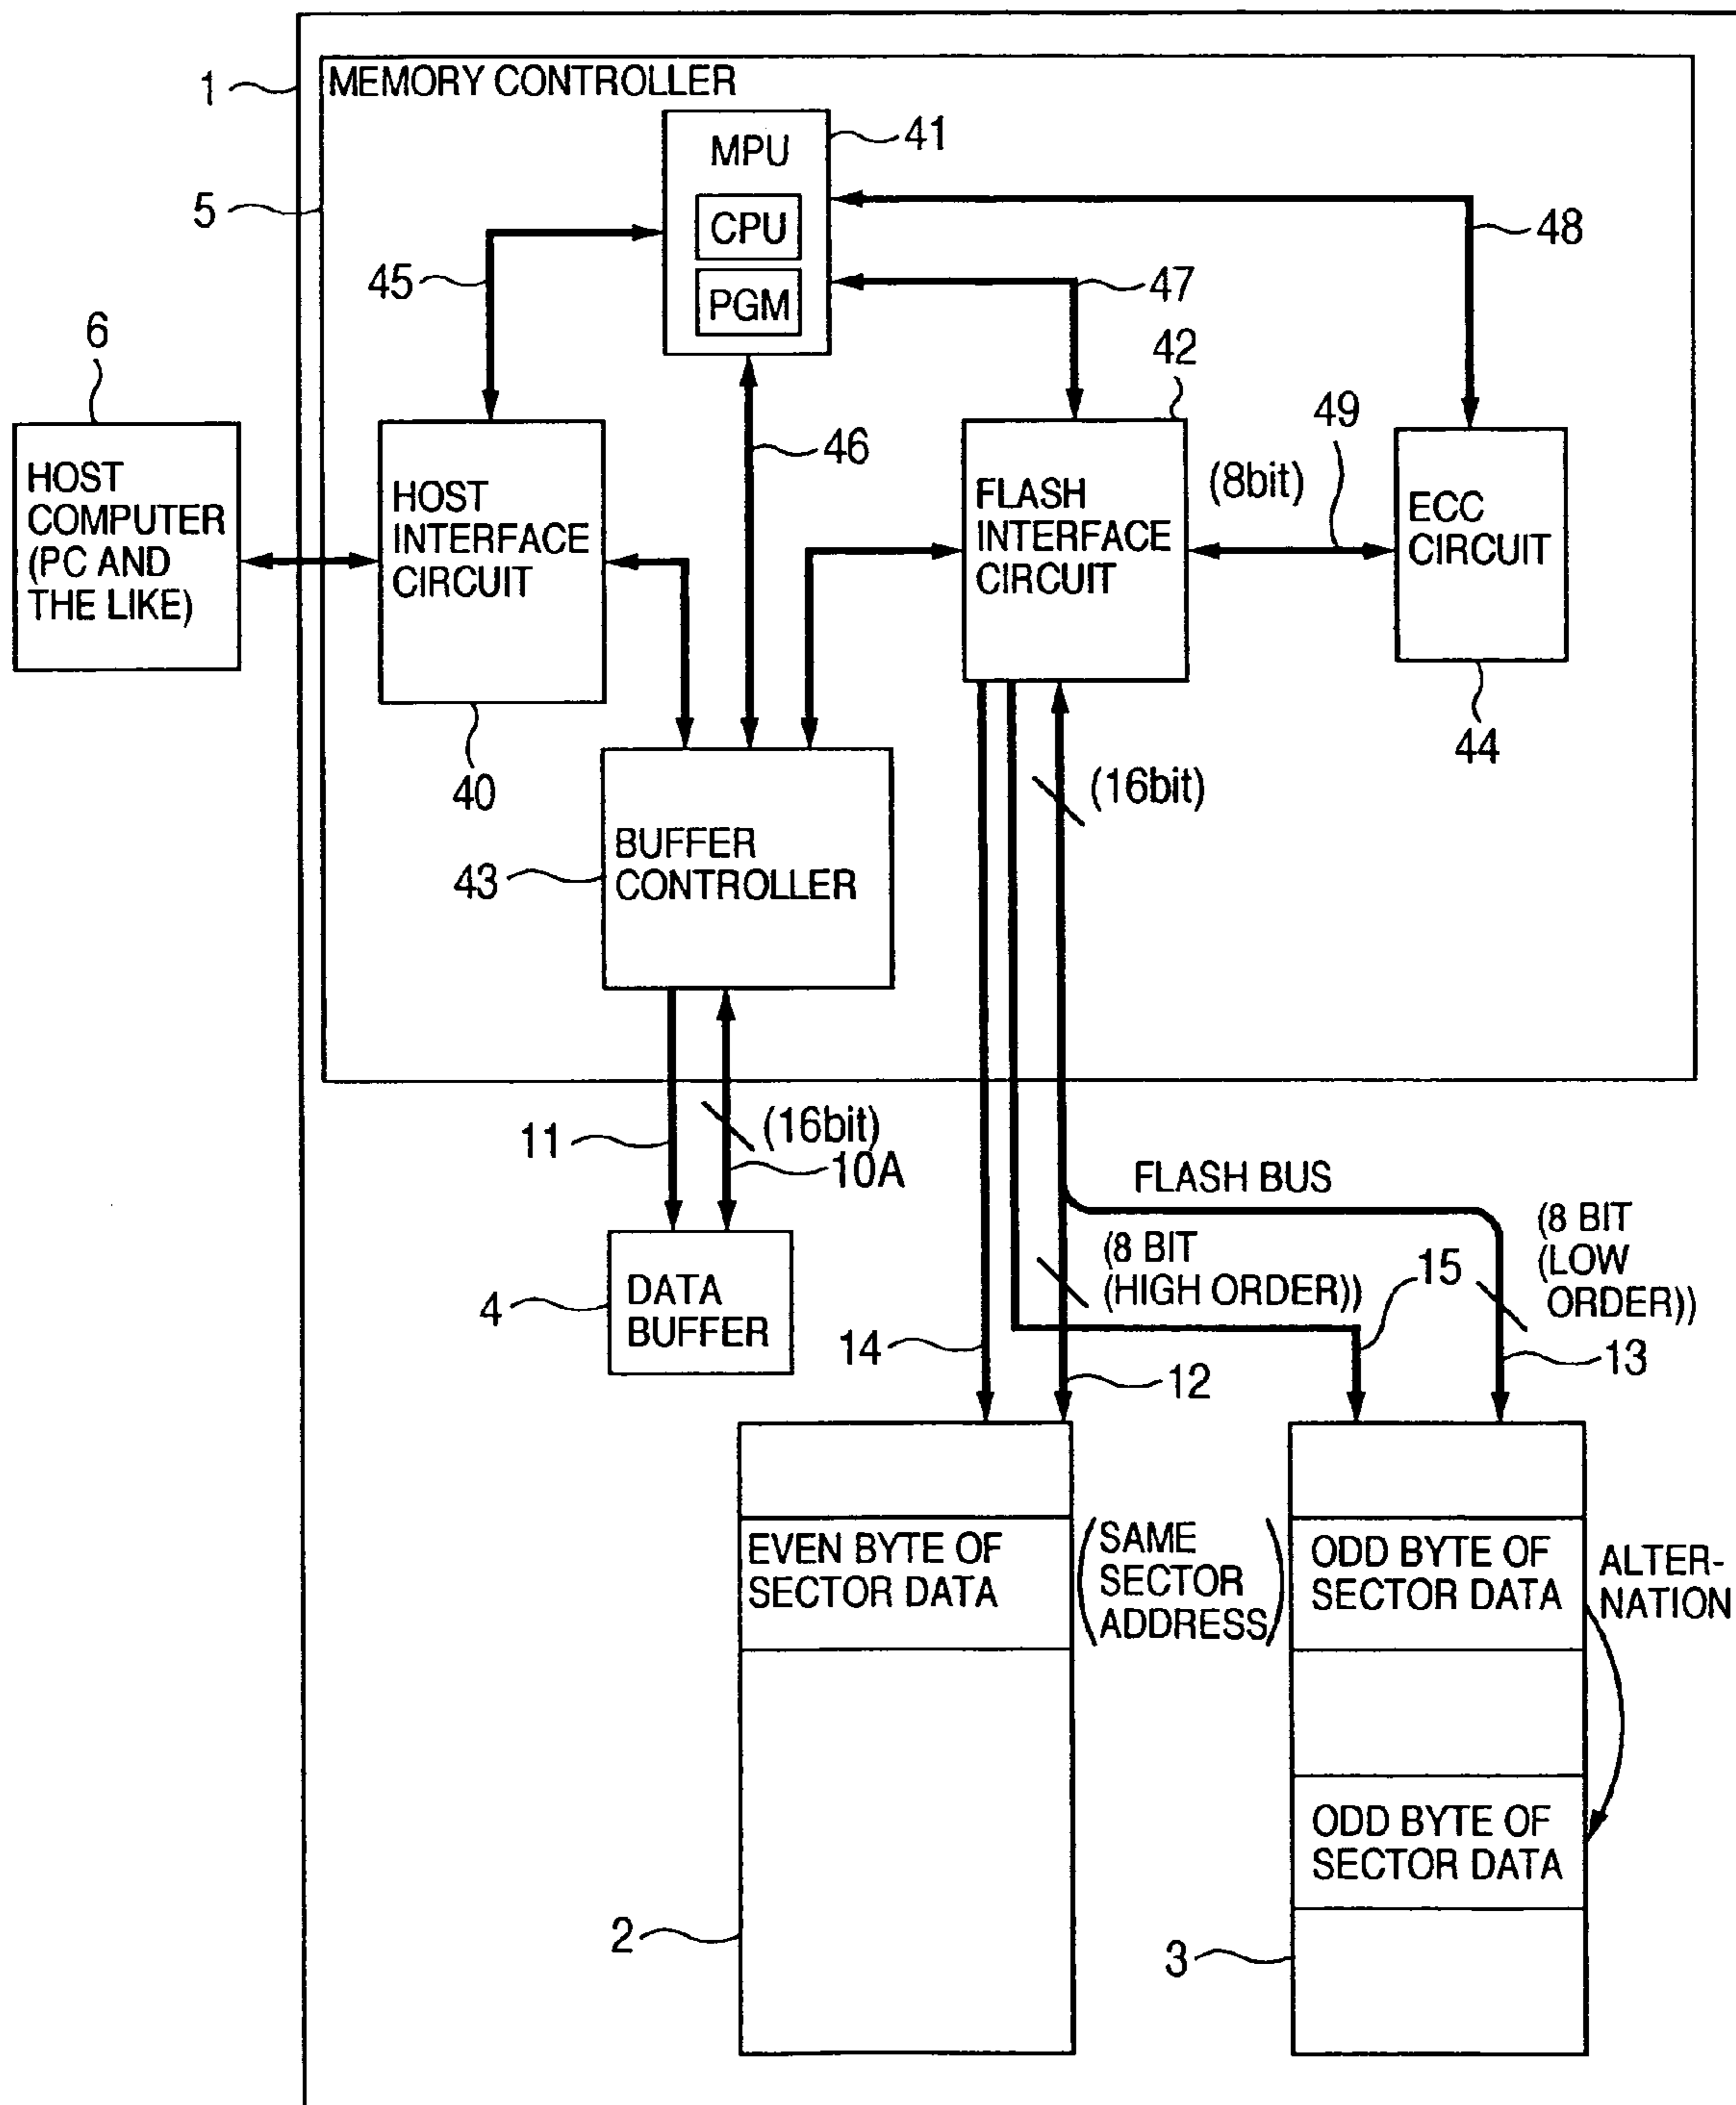 1
MEMORY CONTROLLER
41
MPU
CPU
PGM
5
45
48
47
6
42
46
49
(8bit)
HOST
COMPUTER
(PC AND
THE LIKE)
HOST
INTERFACE
CIRCUIT
FLASH
INTERFACE
CIRCUIT
ECC
CIRCUIT
40
44
(16bit)
BUFFER
CONTROLLER
43
11
(16bit)
10A
FLASH BUS
(8 BIT
(HIGH ORDER))
(8 BIT
(LOW
ORDER))
15
4
DATA
BUFFER
14
12
13
EVEN BYTE OF
SECTOR DATA
(SAME
SECTOR
ADDRESS)
ODD BYTE OF
SECTOR DATA
ALTER-
NATION
ODD BYTE OF
SECTOR DATA
2
3